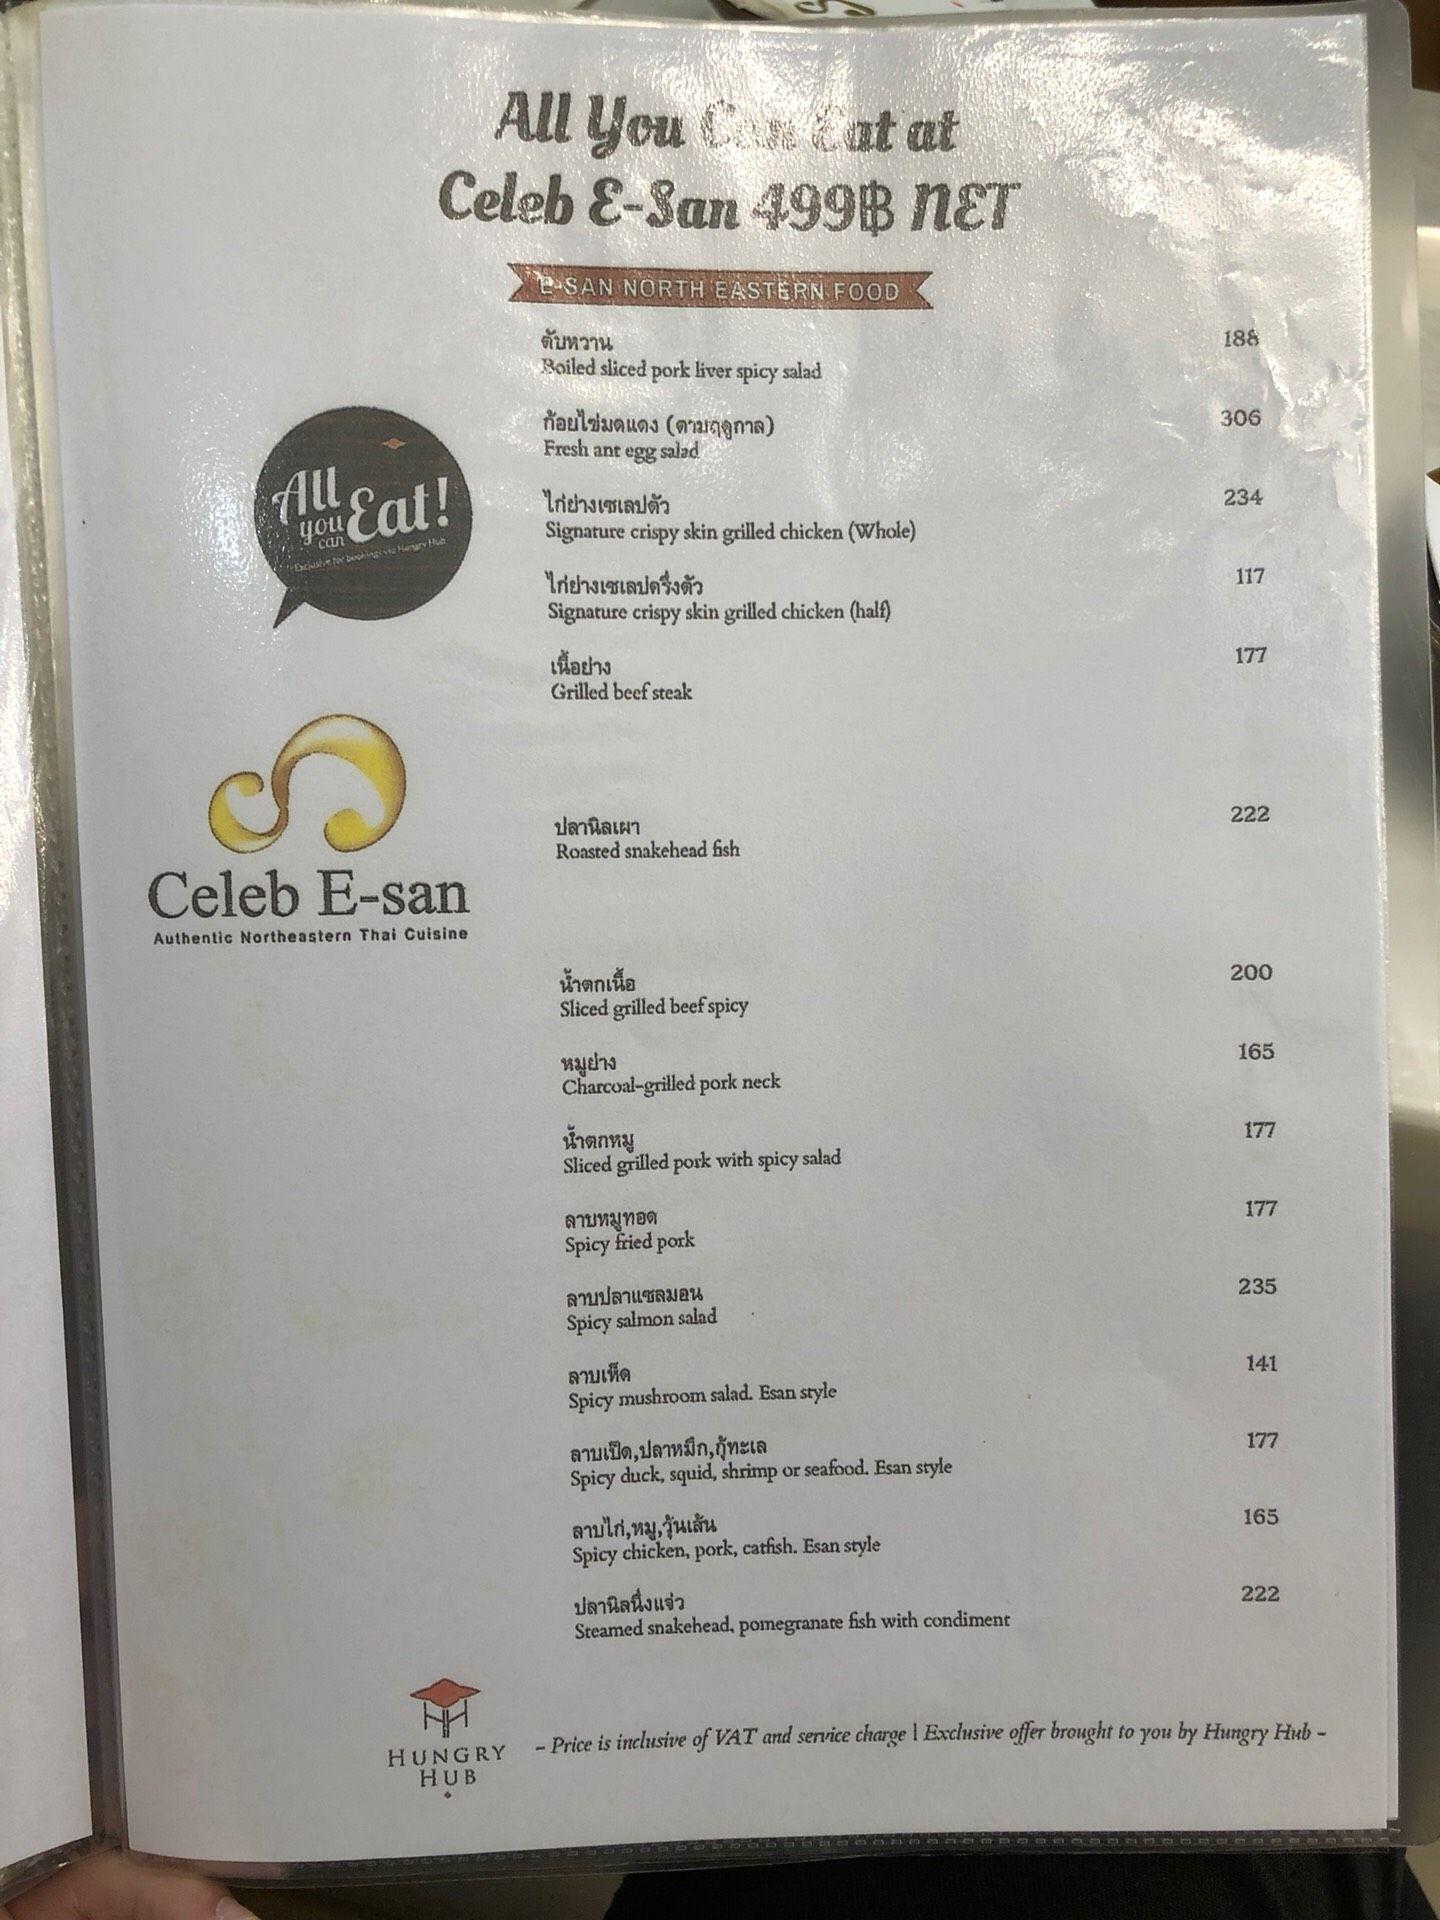 All You Can Eat at
Celeb E-San 499฿ NET
E-SAN NORTH EASTERN FOOD
ตับหวาน 188
Boiled sliced pork liver spicy salad
ก้อยไข่มดแดง (ตามฤดูกาล) 306
Fresh ant egg salad
ไก่ย่างเซเลปตัว 234
Signature crispy skin grilled chicken (Whole)
ไก่ย่างเซเลปครึ่งตัว 117
Signature crispy skin grilled chicken (half)
เนื้อย่าง 177
Grilled beef steak
ปลานิลเผา 222
Roasted snakehead fish
น้ำตกเนื้อ 200
Sliced grilled beef spicy
หมูย่าง 165
Charcoal-grilled pork neck
น้ำตกหมู 177
Sliced grilled pork with spicy salad
ลาบหมูทอด 177
Spicy fried pork
ลาบปลาแซลมอน 235
Spicy salmon salad
ลาบเห็ด 141
Spicy mushroom salad. Esan style
ลาบเป็ด,ปลาหมึก,กุ้ทะเล 177
Spicy duck, squid, shrimp or seafood. Esan style
ลาบไก่,หมู,วุ้นเส้น 165
Spicy chicken, pork, catfish. Esan style
ปลานิลนึ่งแจ่ว 222
Steamed snakehead, pomegranate fish with condiment
All
you Eat!
can
Exclusive for bookings via Hungry Hub
Celeb E-san
Authentic Northeastern Thai Cuisine
HUNGRY
HUB
- Price is inclusive of VAT and service charge | Exclusive offer brought to you by Hungry Hub -